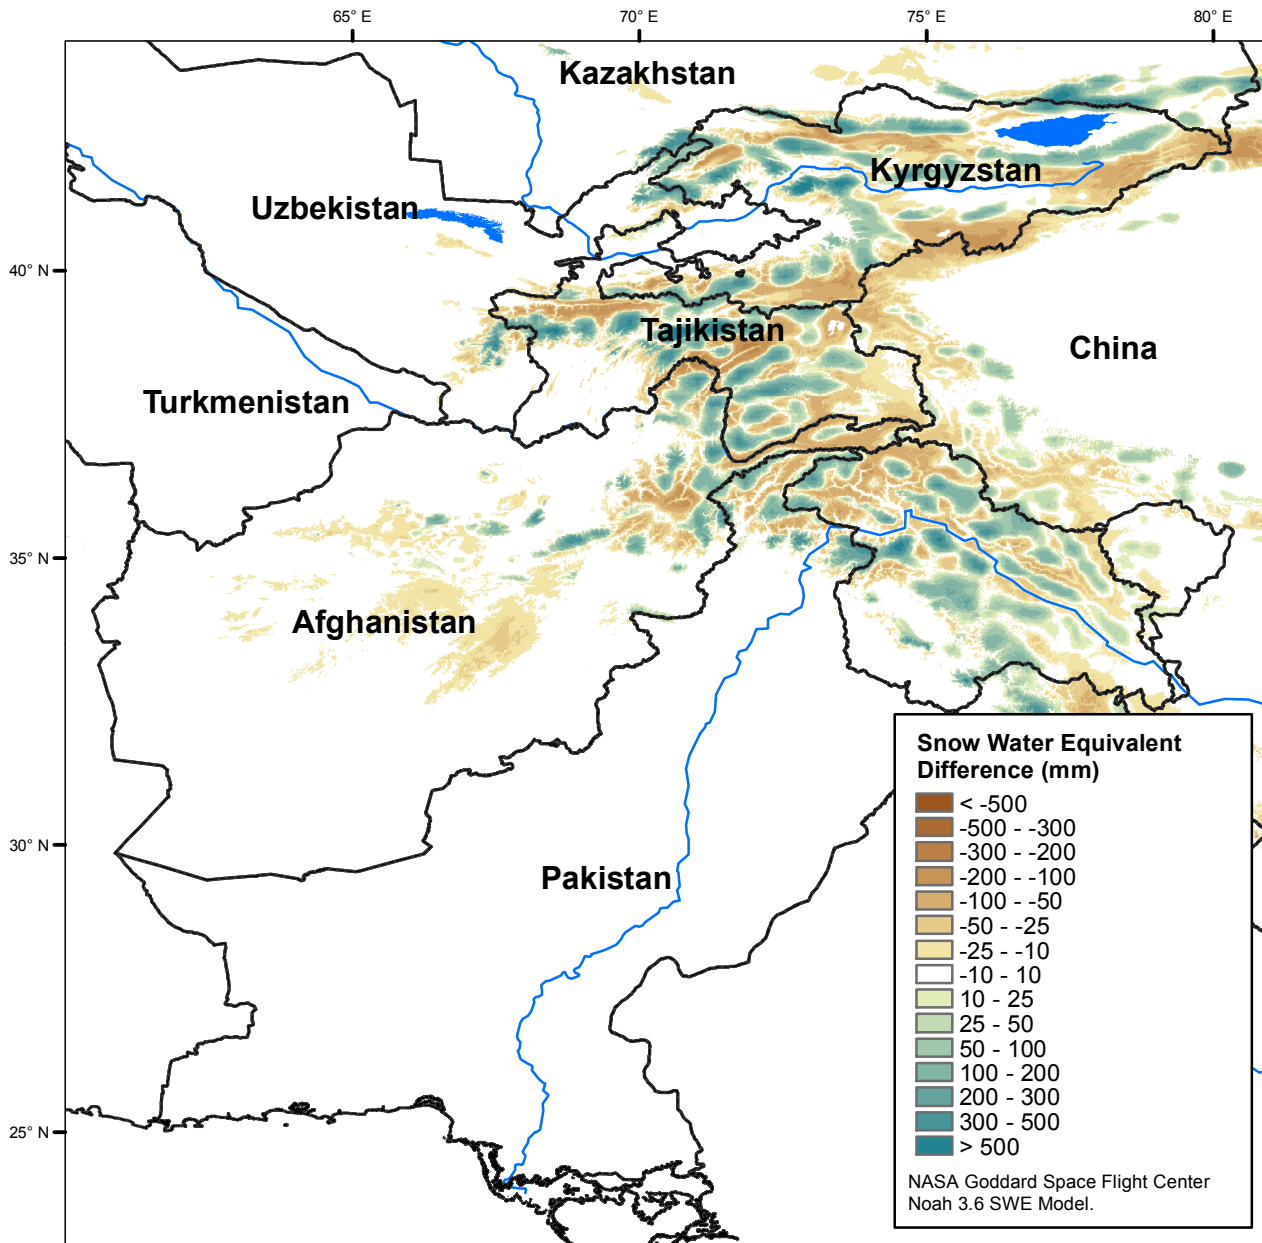 65° E
70° E
75° E
80° E
Kazakhstan
Kyrgyzstan
Uzbekistan
40° N
Tajikistan
China
Turkmenistan
35° N
Afghanistan
Snow Water Equivalent
Difference (mm)
< -500
-500 - -300
30° N
-300 - -200
Pakistan
-200 - -100
-100 - -50
-50 - -25
-25 - -10
-10 - 10
10 - 25
25 - 50
50 - 100
100 - 200
200 - 300
300 - 500
25° N
> 500
NASA Goddard Space Flight Center
Noah 3.6 SWE Model.